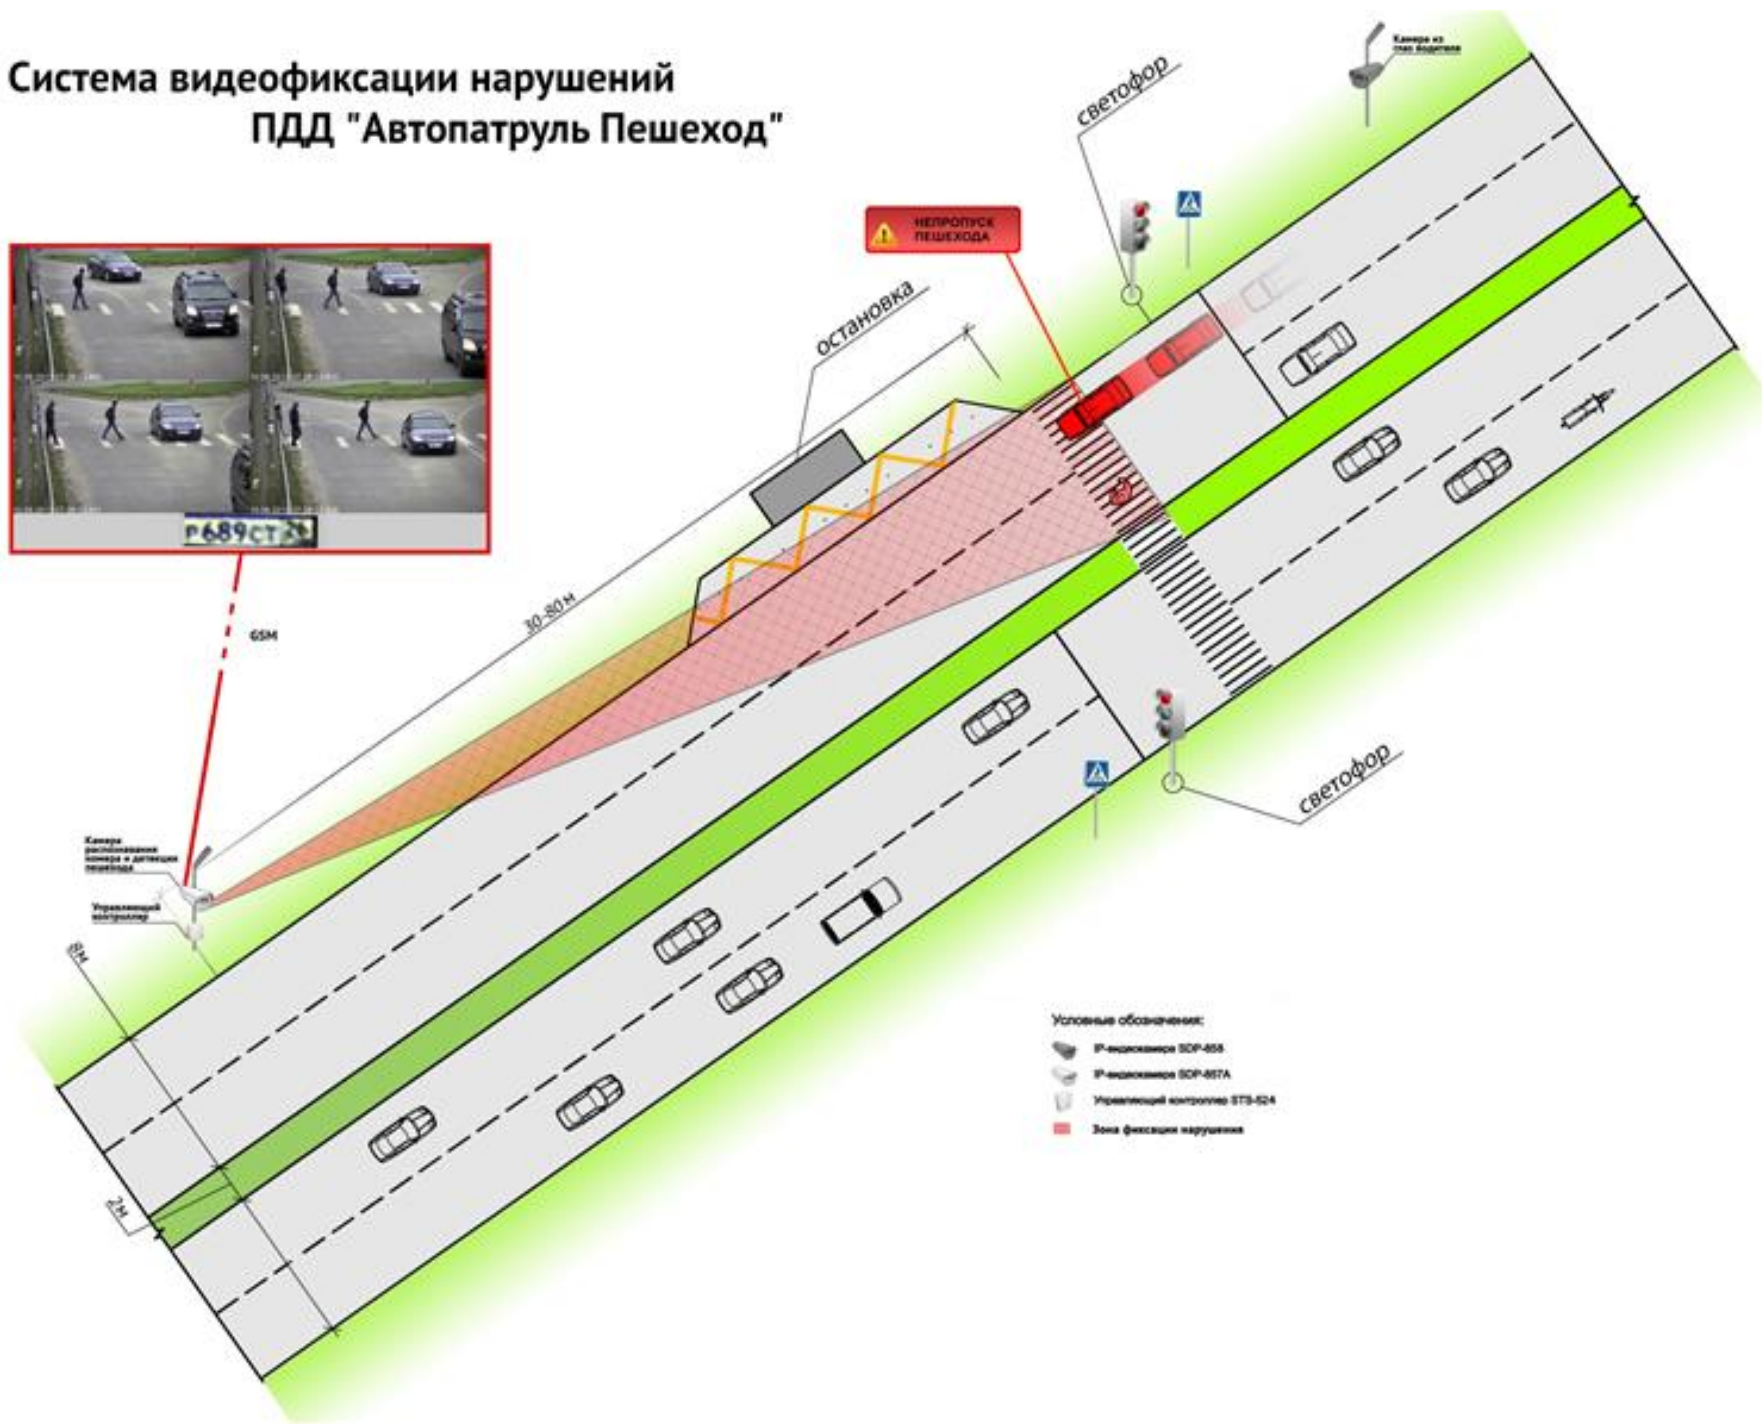 Система видеофиксации нарушений
ПДД "Автопатруль Пешеход"
Камера из
глаз водителя
светофор
НЕПРОПУСК
ПЕШЕХОДА
остановка
Р689СТ
30-80 м
GSM
светофор
Камера
распознавания
номера и детекции
пешехода
Управляющий
контроллер
8м
2м
Условные обозначения:
IP-видеокамера SDP-858
IP-видеокамера SDP-857А
Управляющий контроллер STS-524
Зона фиксации нарушения